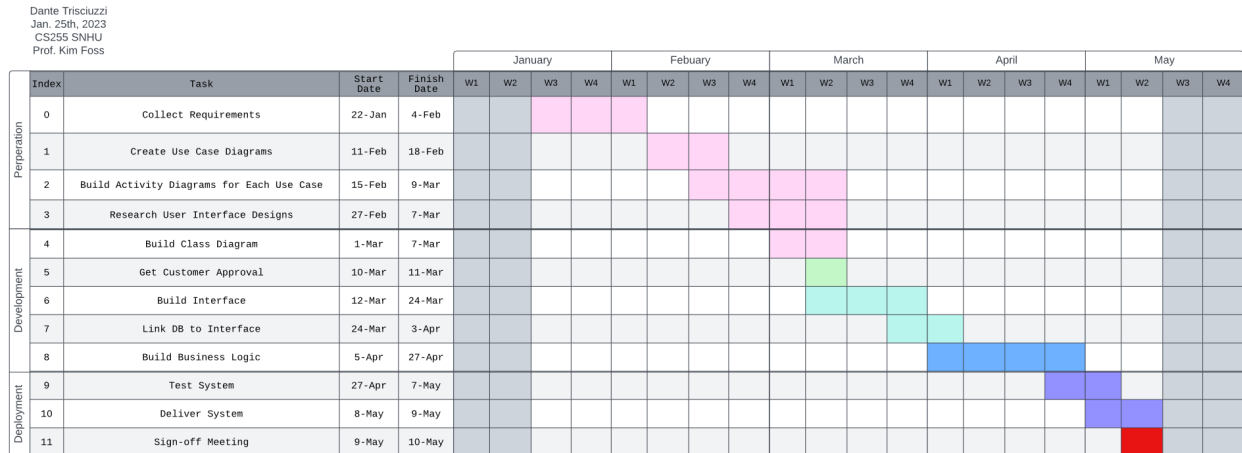 Dante Trisciuzzi
Jan. 25th, 2023
CS255 SNHU
Prof. Kim Foss
January Febuary March April May
Index Task Start Date Finish Date W1 W2 W3 W4 W1 W2 W3 W4 W1 W2 W3 W4 W1 W2 W3 W4 W1 W2 W3 W4
Perperation
0 Collect Requirements 22-Jan 4-Feb
1 Create Use Case Diagrams 11-Feb 18-Feb
2 Build Activity Diagrams for Each Use Case 15-Feb 9-Mar
3 Research User Interface Designs 27-Feb 7-Mar
Development
4 Build Class Diagram 1-Mar 7-Mar
5 Get Customer Approval 10-Mar 11-Mar
6 Build Interface 12-Mar 24-Mar
7 Link DB to Interface 24-Mar 3-Apr
8 Build Business Logic 5-Apr 27-Apr
Deployment
9 Test System 27-Apr 7-May
10 Deliver System 8-May 9-May
11 Sign-off Meeting 9-May 10-May